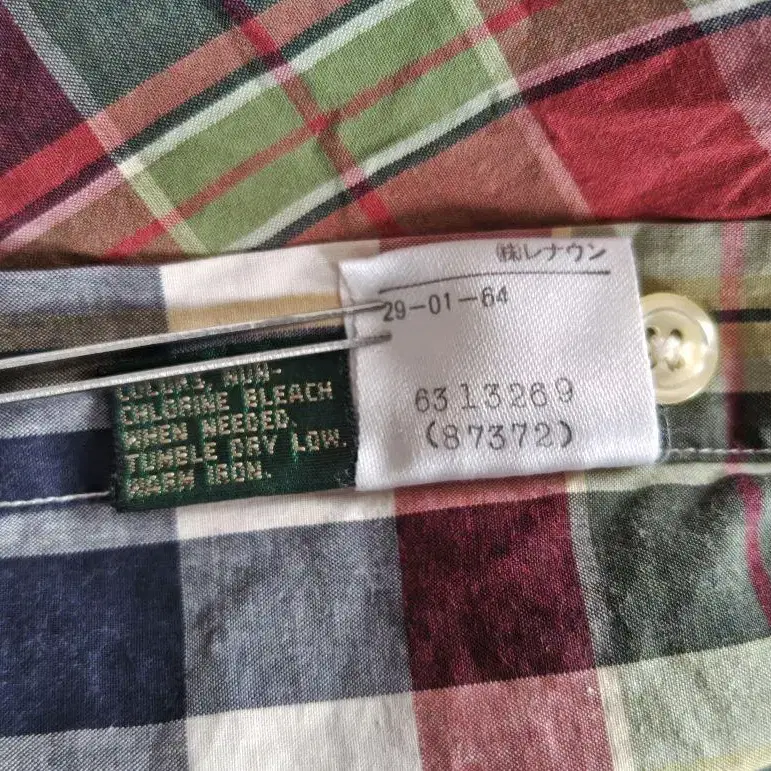 ㈱レナウン
29-01-64
6313269
(87372)
COLORS, NON-
CHLORINE BLEACH
WHEN NEEDED.
TUMBLE DRY LOW.
WARM IRON.